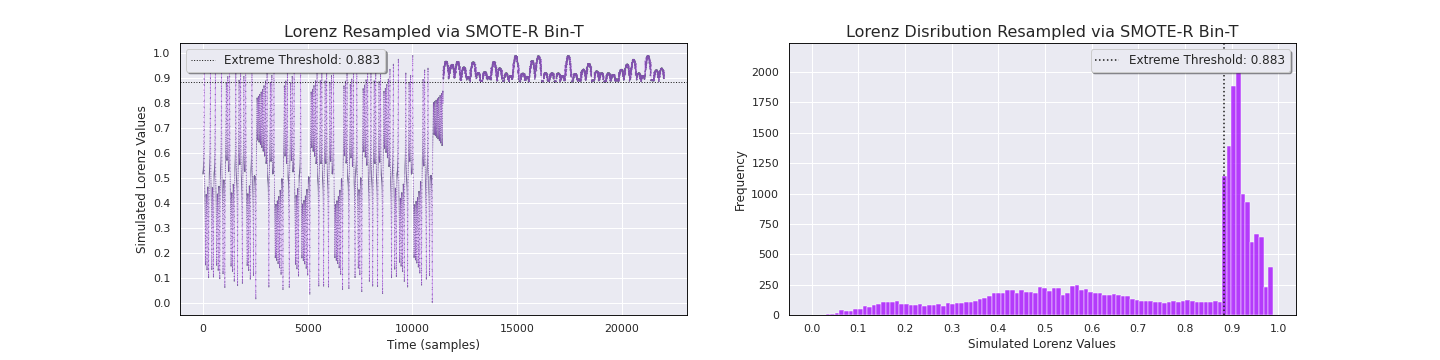 Lorenz Resampled via SMOTE-R Bin-T
Extreme Threshold: 0.883
Simulated Lorenz Values
1.0
0.9
0.8
0.7
0.6
0.5
0.4
0.3
0.2
0.1
0.0
0 5000 10000 15000 20000
Time (samples)
Lorenz Disribution Resampled via SMOTE-R Bin-T
Extreme Threshold: 0.883
Frequency
2000
1750
1500
1250
1000
750
500
250
0
0.0 0.1 0.2 0.3 0.4 0.5 0.6 0.7 0.8 0.9 1.0
Simulated Lorenz Values